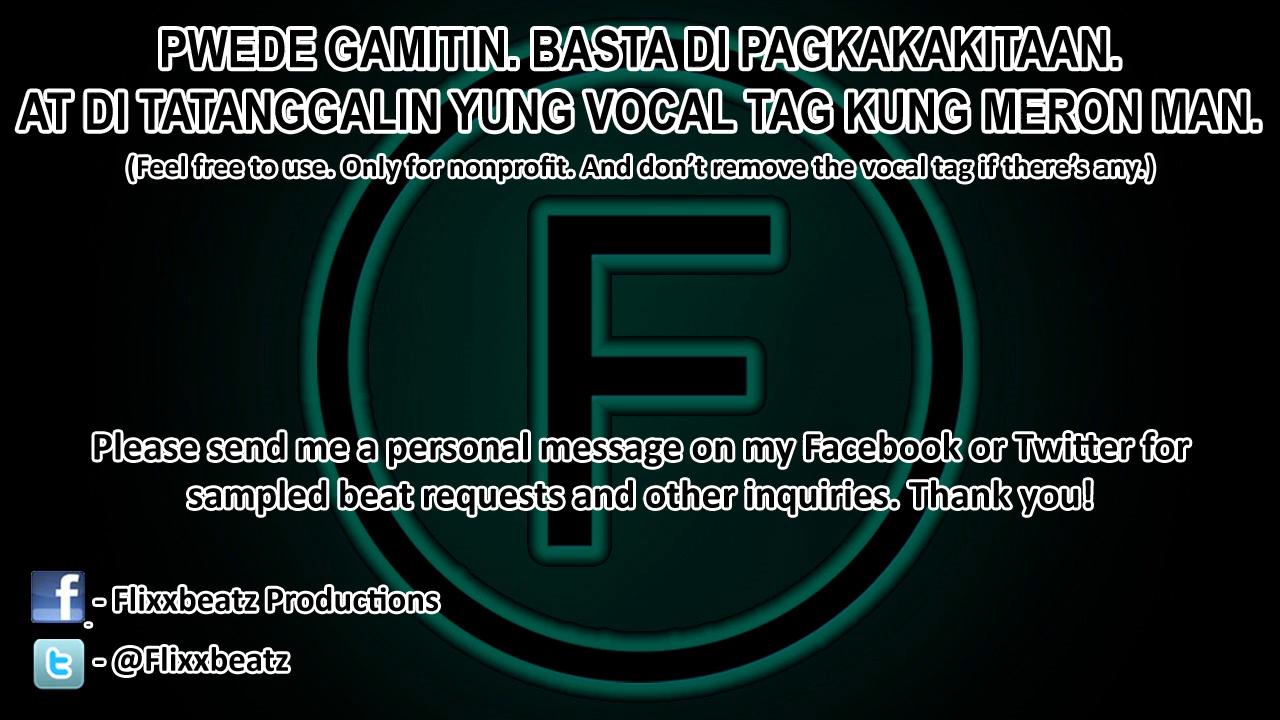 PWEDE GAMITIN. BASTA DI PAGKAKAKITAAN.
AT DI TATANGGALIN YUNG VOCAL TAG KUNG MERON MAN.
(Feel free to use. Only for nonprofit. And don’t remove the vocal tag if there’s any.)
F
Please send me a personal message on my Facebook or Twitter for
sampled beat requests and other inquiries. Thank you!
f - Flixxbeatz Productions
-
t - @Flixxbeatz